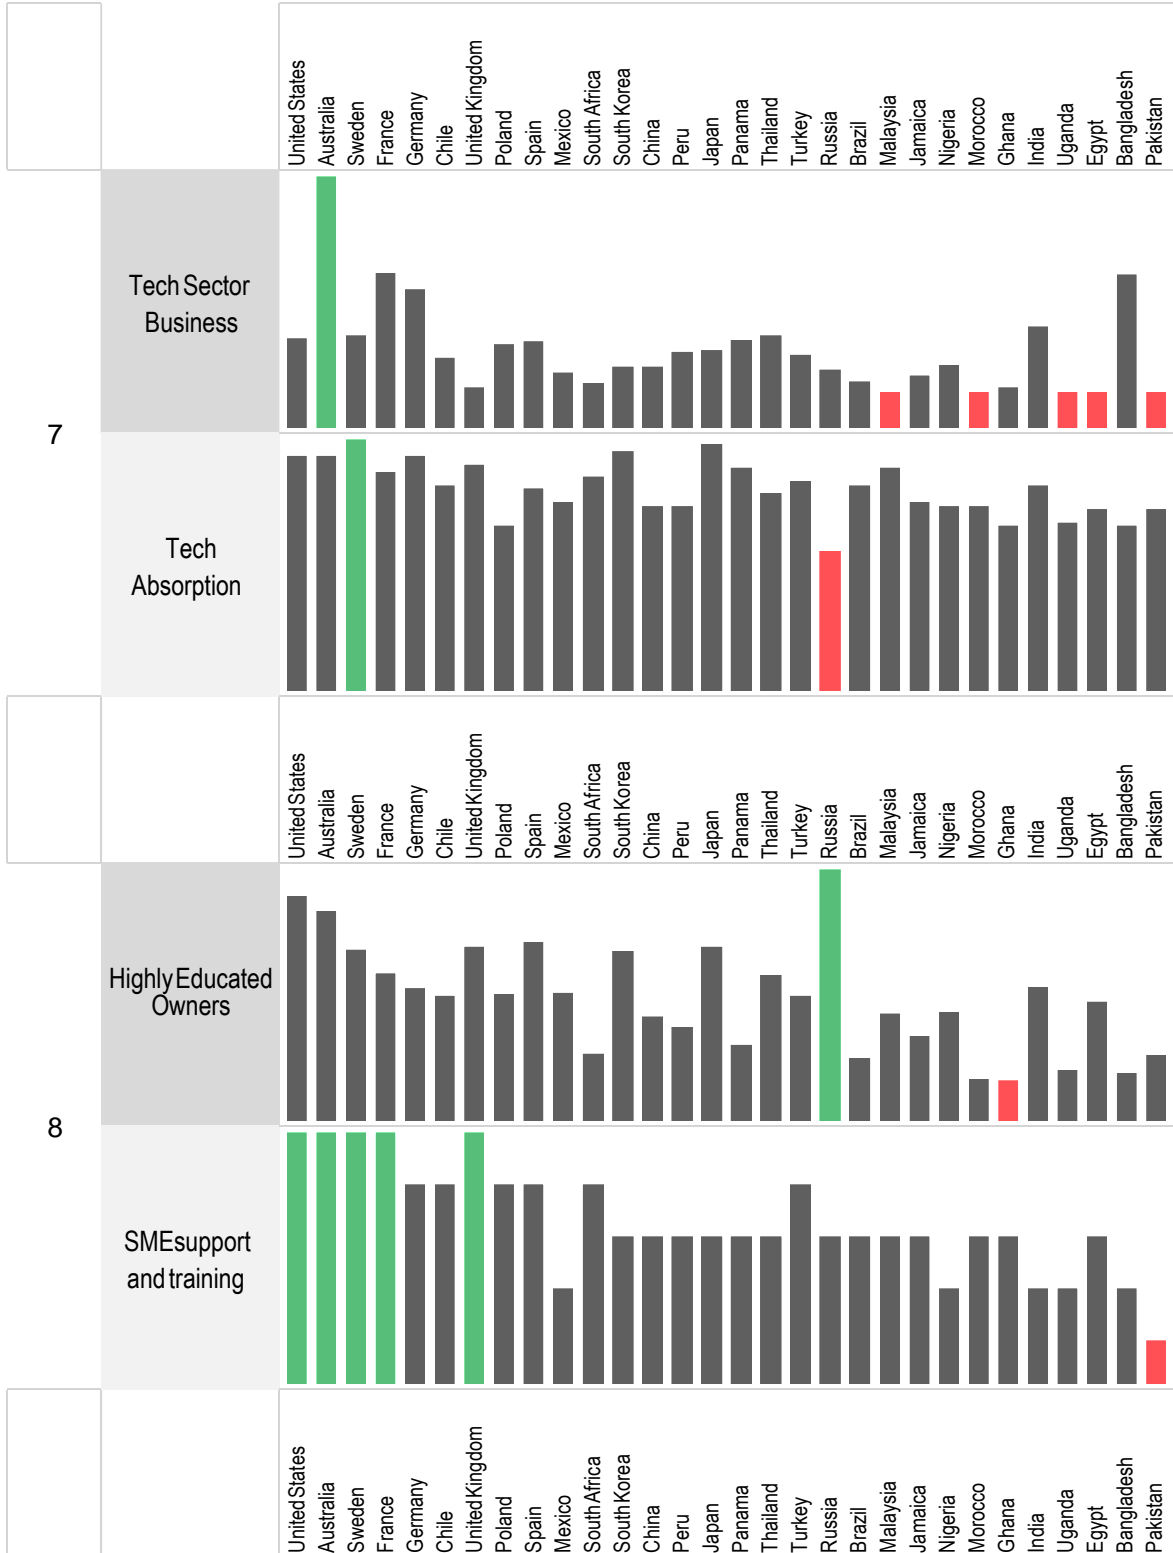 United States
Australia
Sweden
France
Germany
Chile
United Kingdom
Poland
Spain
Mexico
South Africa
South Korea
China
Peru
Japan
Panama
Thailand
Turkey
Russia
Brazil
Malaysia
Jamaica
Nigeria
Morocco
Ghana
India
Uganda
Egypt
Bangladesh
Pakistan
7
Tech Sector
Business
Tech
Absorption
United States
Australia
Sweden
France
Germany
Chile
United Kingdom
Poland
Spain
Mexico
South Africa
South Korea
China
Peru
Japan
Panama
Thailand
Turkey
Russia
Brazil
Malaysia
Jamaica
Nigeria
Morocco
Ghana
India
Uganda
Egypt
Bangladesh
Pakistan
8
Highly Educated
Owners
SME support
and training
United States
Australia
Sweden
France
Germany
Chile
United Kingdom
Poland
Spain
Mexico
South Africa
South Korea
China
Peru
Japan
Panama
Thailand
Turkey
Russia
Brazil
Malaysia
Jamaica
Nigeria
Morocco
Ghana
India
Uganda
Egypt
Bangladesh
Pakistan